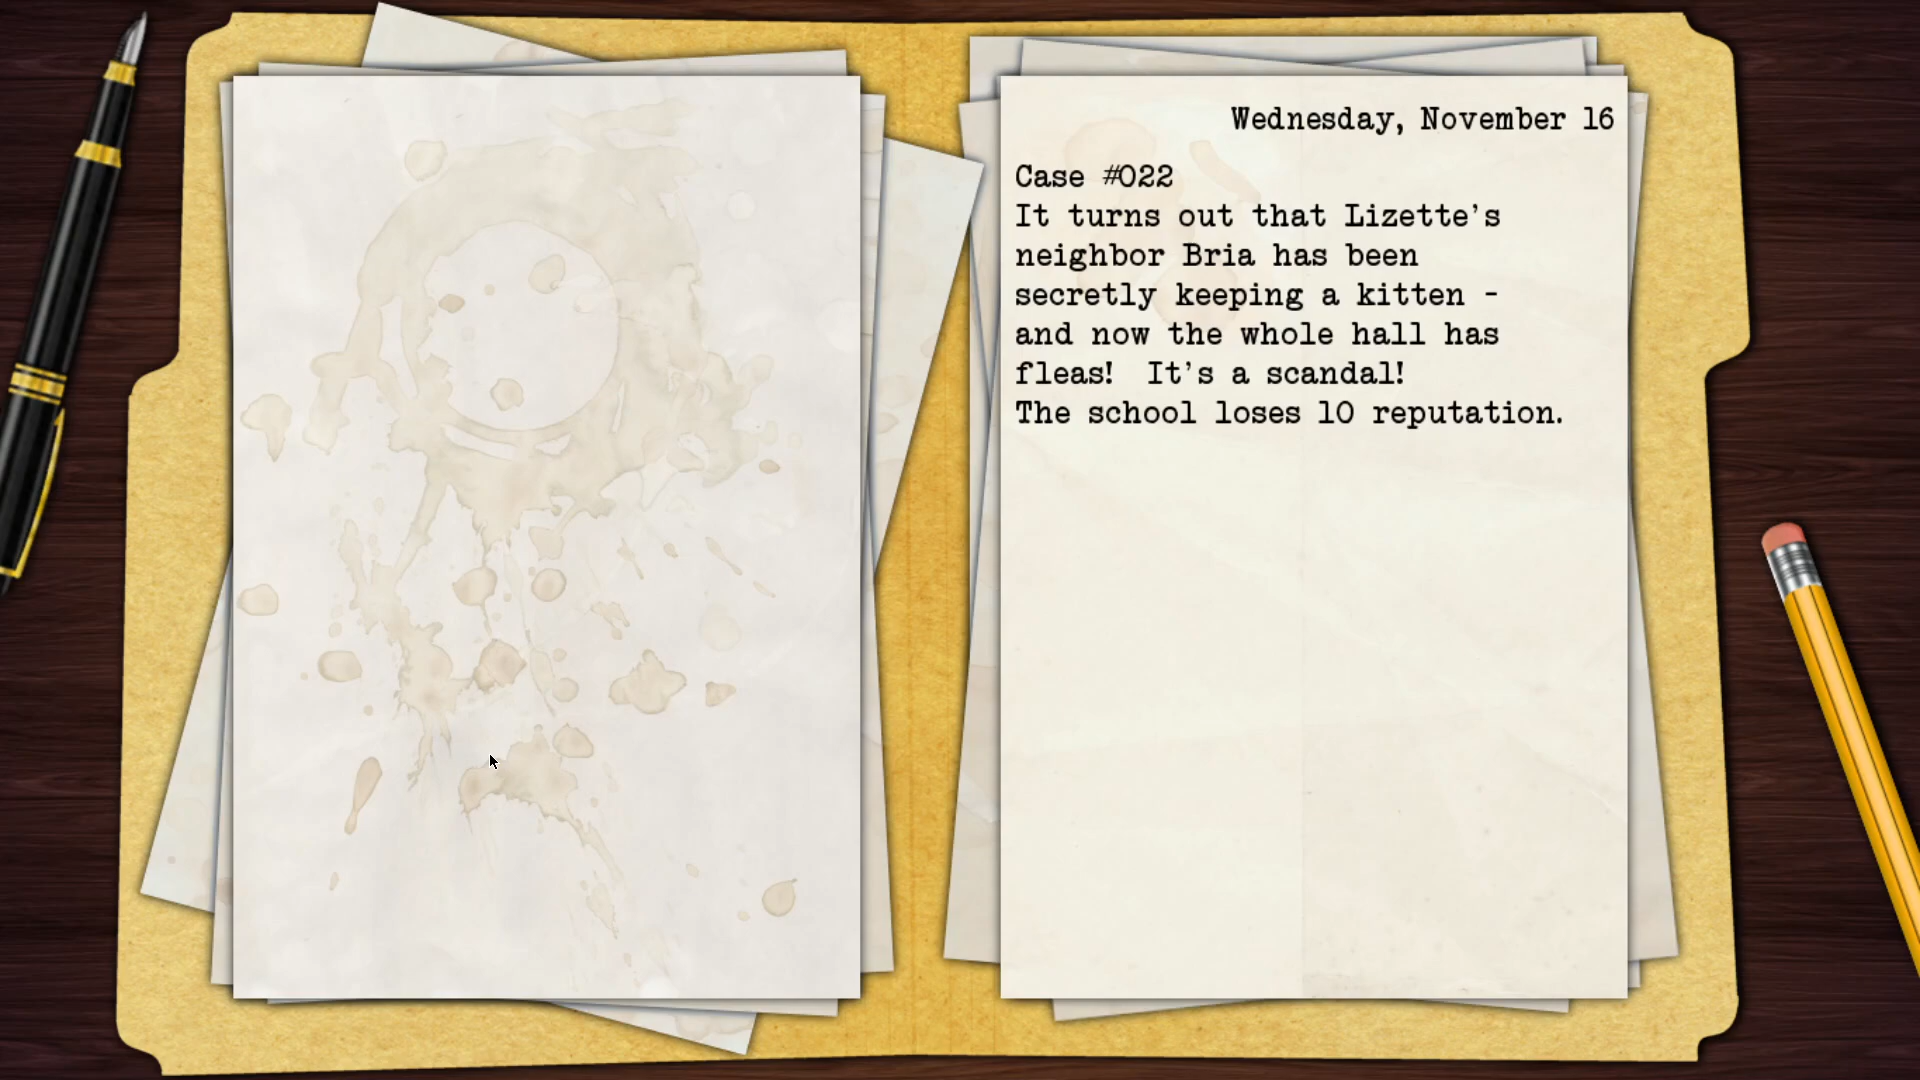 Wednesday, November 16
Case #022
It turns out that Lizette's
neighbor Bria has been
secretly keeping a kitten -
and now the whole hall has
fleas!  It's a scandal!
The school loses 10 reputation.